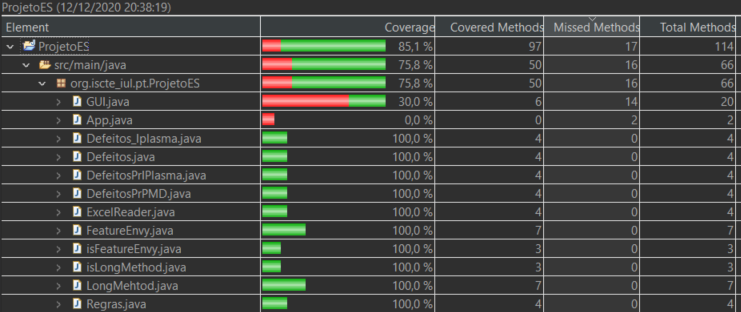 ProjetoES (12/12/2020 20:38:19)
Element Coverage Covered Methods Missed Methods Total Methods
ProjetoES 85,1 % 97 17 114
src/main/java 75,8 % 50 16 66
org.iscte_iul.pt.ProjetoES 75,8 % 50 16 66
GUI.java 30,0 % 6 14 20
App.java 0,0 % 0 2 2
Defeitos_Iplasma.java 100,0 % 4 0 4
Defeitos.java 100,0 % 4 0 4
DefeitosPrIPlasma.java 100,0 % 4 0 4
DefeitosPrPMD.java 100,0 % 4 0 4
ExcelReader.java 100,0 % 4 0 4
FeatureEnvy.java 100,0 % 7 0 7
isFeatureEnvy.java 100,0 % 3 0 3
isLongMethod.java 100,0 % 3 0 3
LongMehtod.java 100,0 % 7 0 7
Regras.java 100,0 % 4 0 4